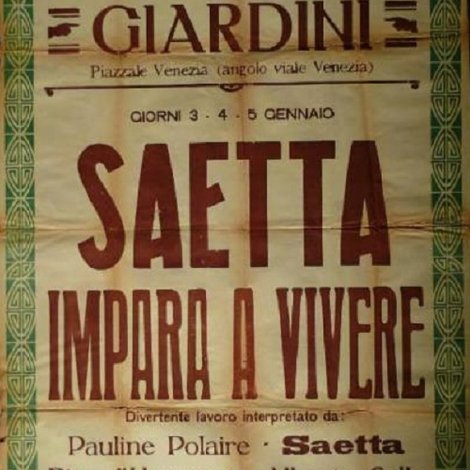 GIARDINI
Piazzale Venezia (angolo viale Venezia)
GIORNI 3 - 4 - 5 GENNAIO
SAETTA
IMPARA A VIVERE
Divertente lavoro interpretato da:
Pauline Polaire - Saetta